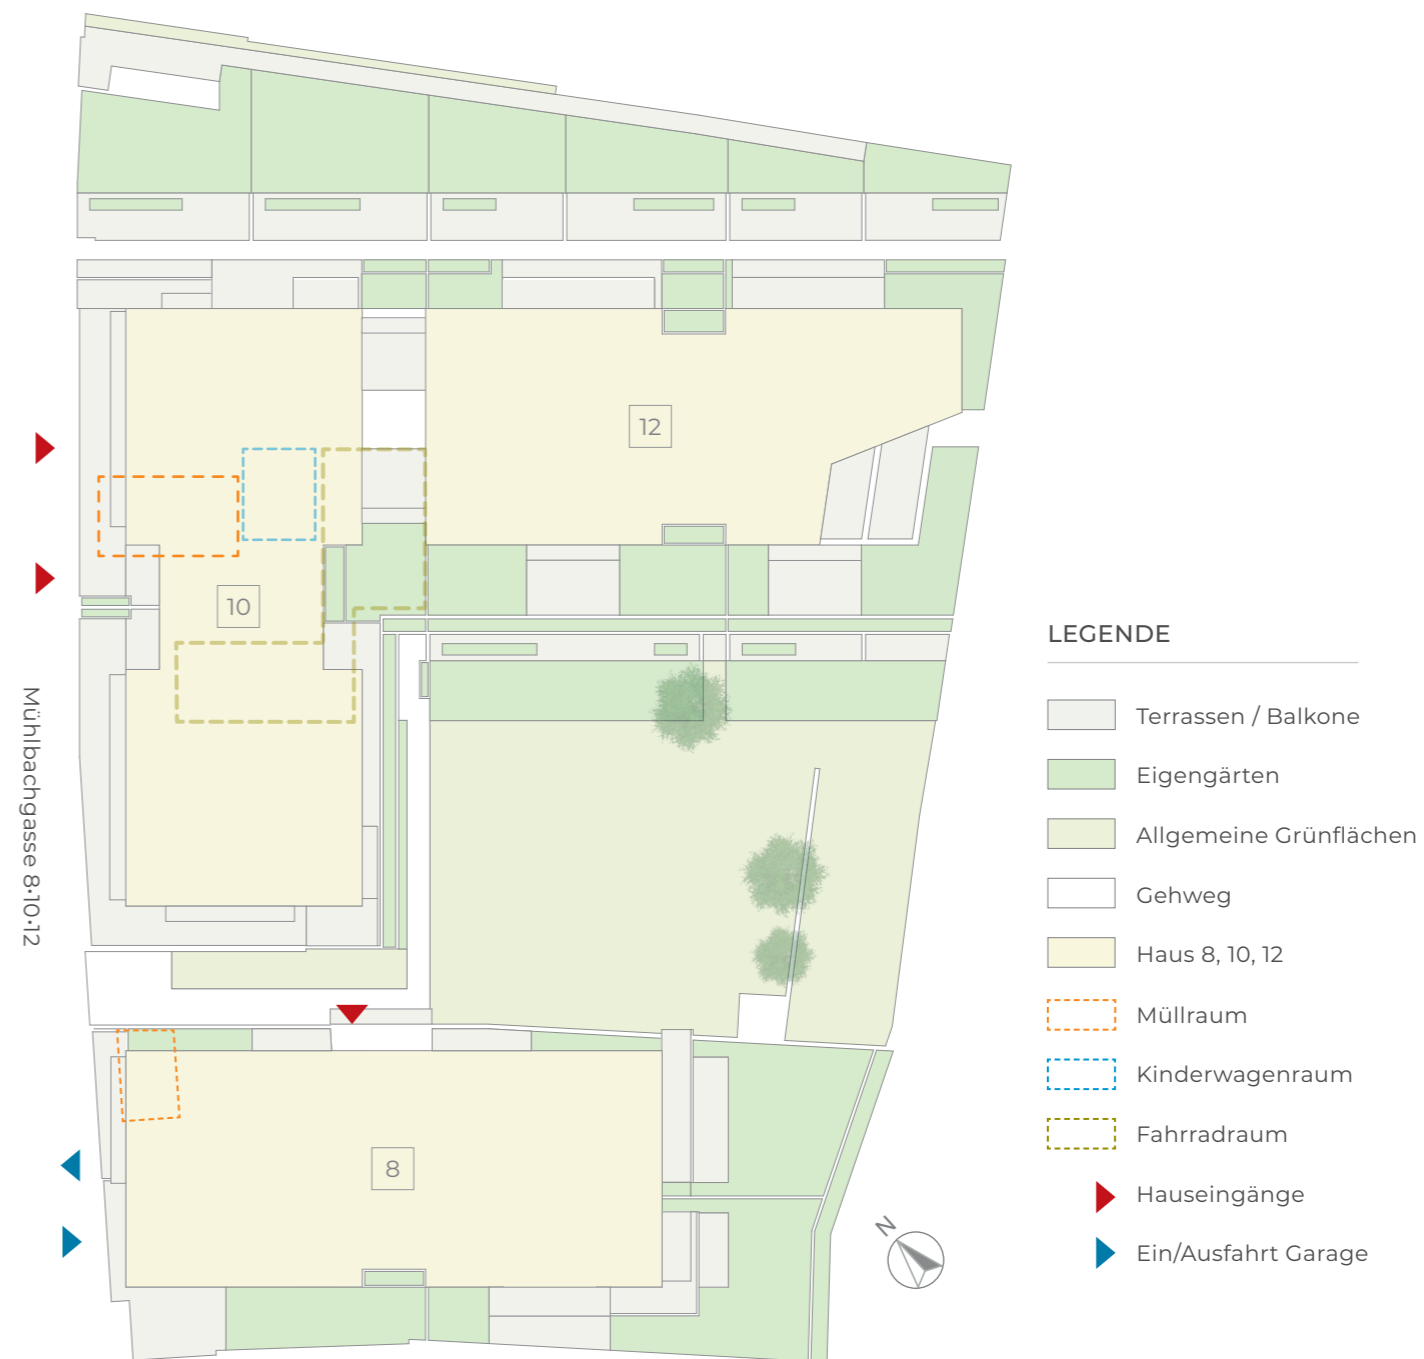 12
10
Mühlbachgasse 8·10·12
8
N
LEGENDE
Terrassen / Balkone
Eigengärten
Allgemeine Grünflächen
Gehweg
Haus 8, 10, 12
Müllraum
Kinderwagenraum
Fahrradraum
Hauseingänge
Ein/Ausfahrt Garage